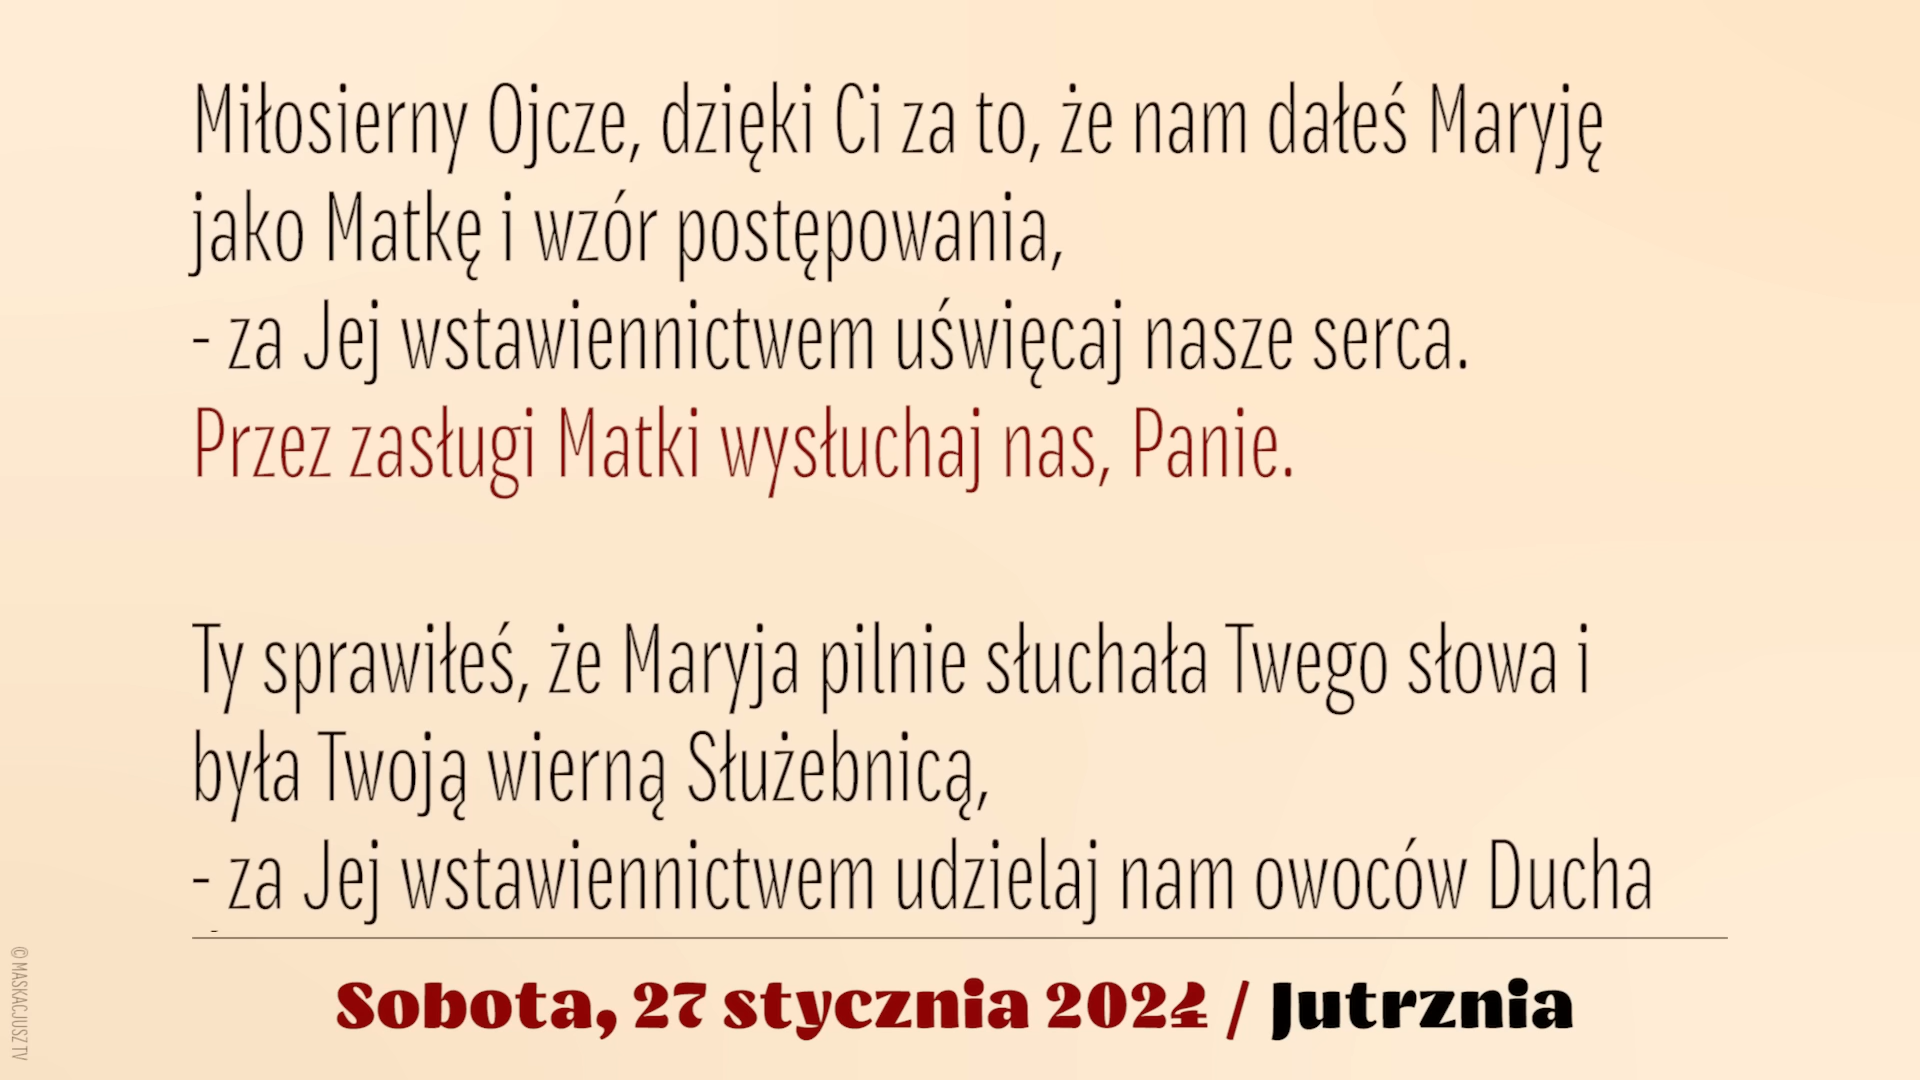 Miłosierny Ojcze, dzięki Ci za to, że nam dałeś Maryję
jako Matkę i wzór postępowania,
- za Jej wstawiennictwem uświęcaj nasze serca.
Przez zasługi Matki wysłuchaj nas, Panie.
Ty sprawiłeś, że Maryja pilnie słuchała Twego słowa i
była Twoją wierną Służebnicą,
- za Jej wstawiennictwem udzielaj nam owoców Ducha
Sobota, 27 stycznia 2024 / Jutrznia
© MASKACJUSZ TV